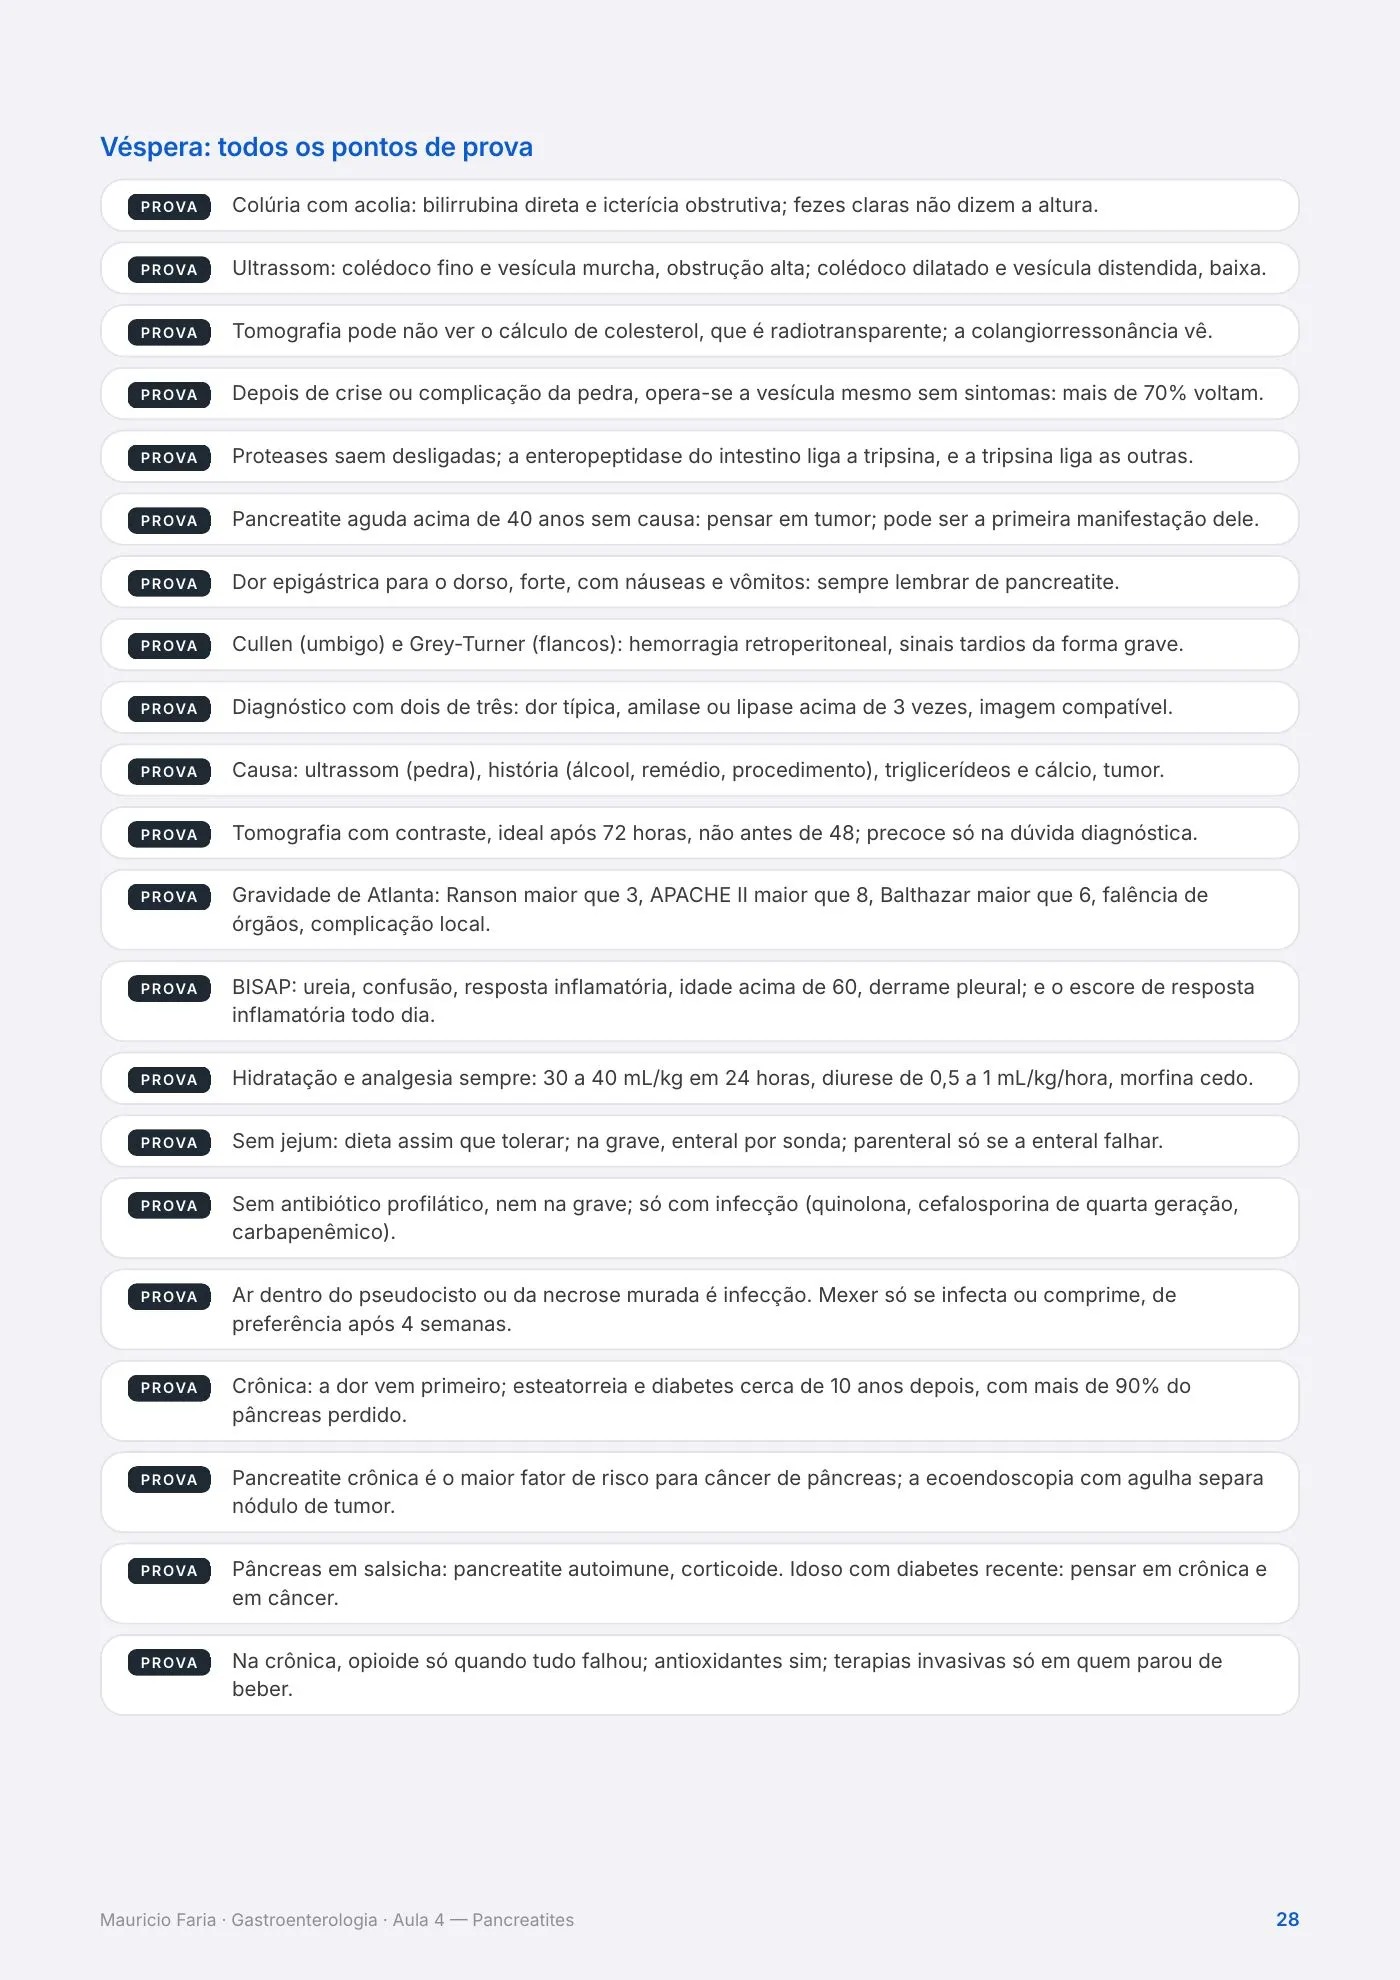 Véspera: todos os pontos de prova
PROVA Colúria com acolia: bilirrubina direta e icterícia obstrutiva; fezes claras não dizem a altura.
PROVA Ultrassom: colédoco fino e vesícula murcha, obstrução alta; colédoco dilatado e vesícula distendida, baixa.
PROVA Tomografia pode não ver o cálculo de colesterol, que é radiotransparente; a colangiorressonância vê.
PROVA Depois de crise ou complicação da pedra, opera-se a vesícula mesmo sem sintomas: mais de 70% voltam.
PROVA Proteases saem desligadas; a enteropeptidase do intestino liga a tripsina, e a tripsina liga as outras.
PROVA Pancreatite aguda acima de 40 anos sem causa: pensar em tumor; pode ser a primeira manifestação dele.
PROVA Dor epigástrica para o dorso, forte, com náuseas e vômitos: sempre lembrar de pancreatite.
PROVA Cullen (umbigo) e Grey-Turner (flancos): hemorragia retroperitoneal, sinais tardios da forma grave.
PROVA Diagnóstico com dois de três: dor típica, amilase ou lipase acima de 3 vezes, imagem compatível.
PROVA Causa: ultrassom (pedra), história (álcool, remédio, procedimento), triglicerídeos e cálcio, tumor.
PROVA Tomografia com contraste, ideal após 72 horas, não antes de 48; precoce só na dúvida diagnóstica.
PROVA Gravidade de Atlanta: Ranson maior que 3, APACHE II maior que 8, Balthazar maior que 6, falência de
órgãos, complicação local.
PROVA BISAP: ureia, confusão, resposta inflamatória, idade acima de 60, derrame pleural; e o escore de resposta
inflamatória todo dia.
PROVA Hidratação e analgesia sempre: 30 a 40 mL/kg em 24 horas, diurese de 0,5 a 1 mL/kg/hora, morfina cedo.
PROVA Sem jejum: dieta assim que tolerar; na grave, enteral por sonda; parenteral só se a enteral falhar.
PROVA Sem antibiótico profilático, nem na grave; só com infecção (quinolona, cefalosporina de quarta geração,
carbapenêmico).
PROVA Ar dentro do pseudocisto ou da necrose murada é infecção. Mexer só se infecta ou comprime, de
preferência após 4 semanas.
PROVA Crônica: a dor vem primeiro; esteatorreia e diabetes cerca de 10 anos depois, com mais de 90% do
pâncreas perdido.
PROVA Pancreatite crônica é o maior fator de risco para câncer de pâncreas; a ecoendoscopia com agulha separa
nódulo de tumor.
PROVA Pâncreas em salsicha: pancreatite autoimune, corticoide. Idoso com diabetes recente: pensar em crônica e
em câncer.
PROVA Na crônica, opioide só quando tudo falhou; antioxidantes sim; terapias invasivas só em quem parou de
beber.
Mauricio Faria · Gastroenterologia · Aula 4 — Pancreatites 28